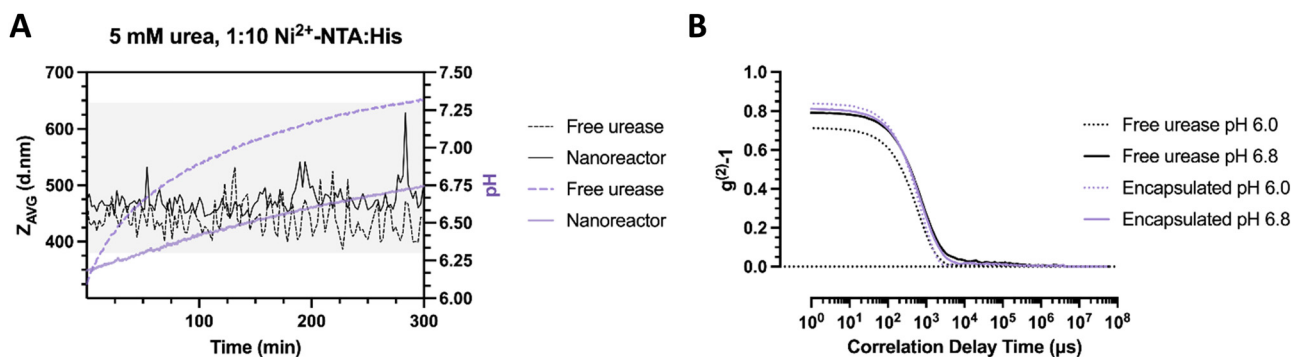 A
5 mM urea, 1:10 Ni²⁺-NTA:His
700
600
500
400
Z_AVG (d.nm)
7.50
7.25
7.00
6.75
6.50
6.25
6.00
pH
100
200
300
Time (min)
Free urease
Nanoreactor
Free urease
Nanoreactor
B
1.0
0.8
0.6
0.4
0.2
0.0
g⁽²⁾-1
10⁰ 10¹ 10² 10³ 10⁴ 10⁵ 10⁶ 10⁷ 10⁸
Correlation Delay Time (µs)
Free urease pH 6.0
Free urease pH 6.8
Encapsulated pH 6.0
Encapsulated pH 6.8